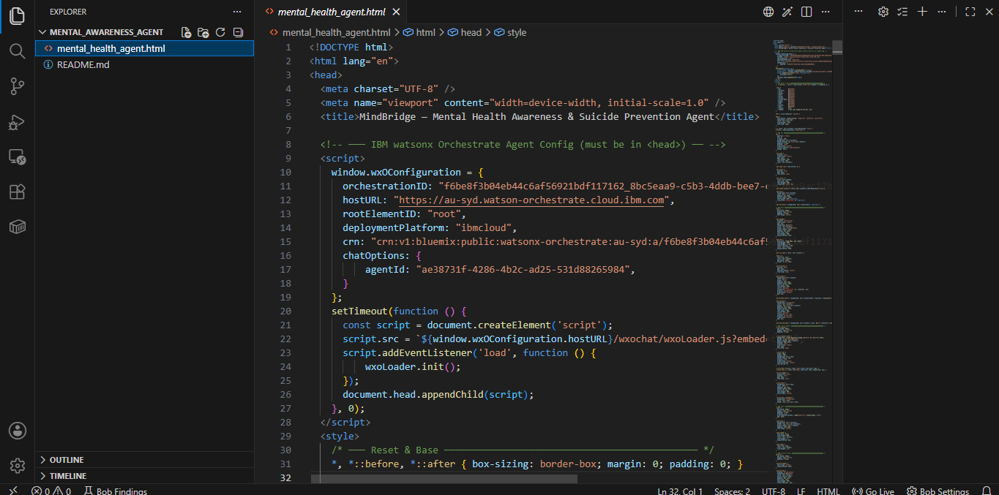 EXPLORER
MENTAL_AWARENESS_AGENT
mental_health_agent.html
README.md
OUTLINE
TIMELINE
mental_health_agent.html
mental_health_agent.html > html > head > style
1 <!DOCTYPE html>
2 <html lang="en">
3 <head>
4 <meta charset="UTF-8" />
5 <meta name="viewport" content="width=device-width, initial-scale=1.0" />
6 <title>MindBridge — Mental Health Awareness & Suicide Prevention Agent</title>
7
8 <!-- ─── IBM watsonx Orchestrate Agent Config (must be in <head>) ── -->
9 <script>
10 window.wxOConfiguration = {
11 orchestrationID: "f6be8f3b04eb44c6af56921bdf117162_8bc5eaa9-c5b3-4ddb-bee7-
12 hostURL: "https://au-syd.watson-orchestrate.cloud.ibm.com",
13 rootElementID: "root",
14 deploymentPlatform: "ibmcloud",
15 crn: "crn:v1:bluemix:public:watsonx-orchestrate:au-syd:a/f6be8f3b04eb44c6af5
16 chatOptions: {
17 agentId: "ae38731f-4286-4b2c-ad25-531d88265984",
18 }
19 };
20 setTimeout(function () {
21 const script = document.createElement('script');
22 script.src = `${window.wxOConfiguration.hostURL}/wxochat/wxoLoader.js?embed=
23 script.addEventListener('load', function () {
24 wxoLoader.init();
25 });
26 document.head.appendChild(script);
27 }, 0);
28 </script>
29 <style>
30 /* ─── Reset & Base ─────────────────────────────────────────── */
31 *, *::before, *::after { box-sizing: border-box; margin: 0; padding: 0; }
32
0 0 Bob Findings Ln 32, Col 1 Spaces: 2 UTF-8 LF HTML Go Live Bob Settings